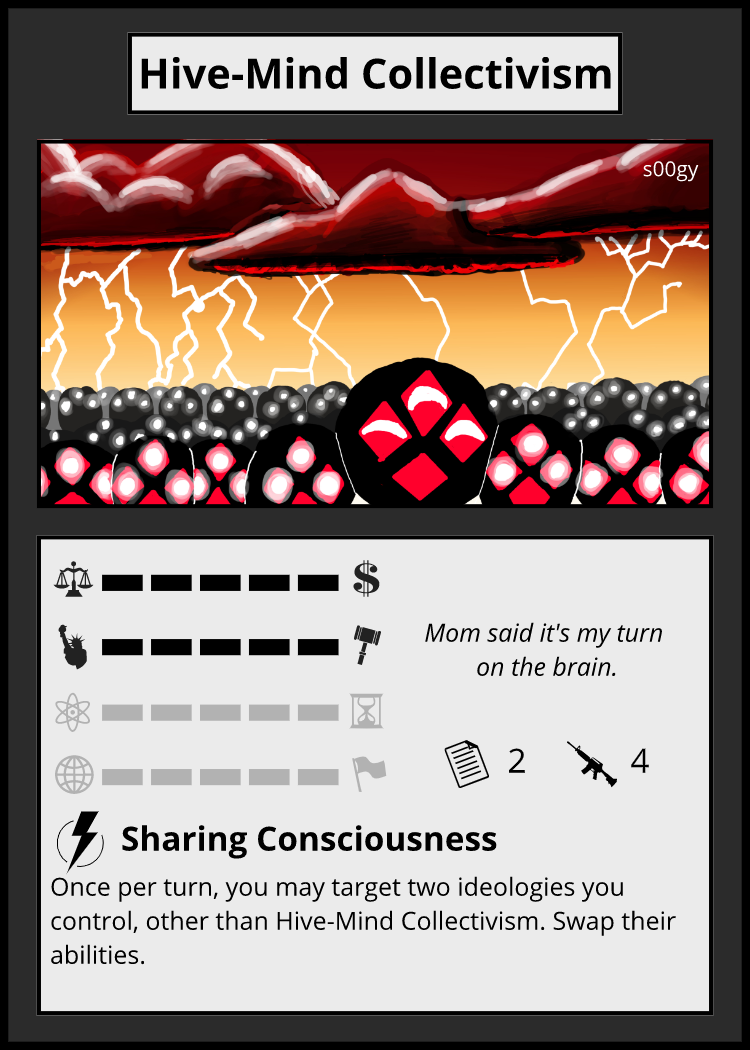 Hive-Mind Collectivism
s00gy
$
Mom said it's my turn
on the brain.
2
4
Sharing Consciousness
Once per turn, you may target two ideologies you
control, other than Hive-Mind Collectivism. Swap their
abilities.